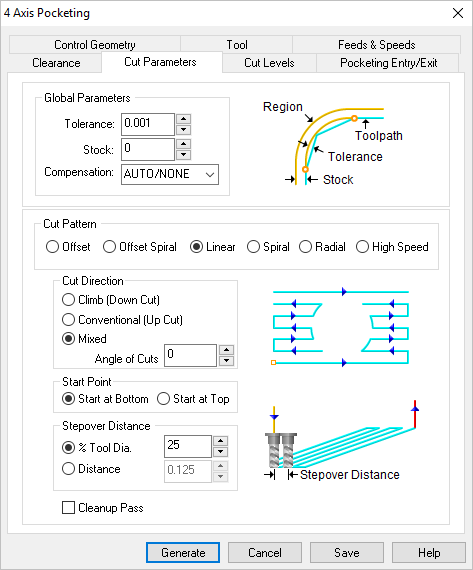 4 Axis Pocketing
Control Geometry Tool Feeds & Speeds
Clearance Cut Parameters Cut Levels Pocketing Entry/Exit
Global Parameters
Tolerance: 0.001
Stock: 0
Compensation: AUTO/NONE
Region
Toolpath
Tolerance
Stock
Cut Pattern
Offset Offset Spiral Linear Spiral Radial High Speed
Cut Direction
Climb (Down Cut)
Conventional (Up Cut)
Mixed
Angle of Cuts 0
Start Point
Start at Bottom Start at Top
Stepover Distance
% Tool Dia. 25
Distance 0.125
Stepover Distance
Cleanup Pass
Generate Cancel Save Help